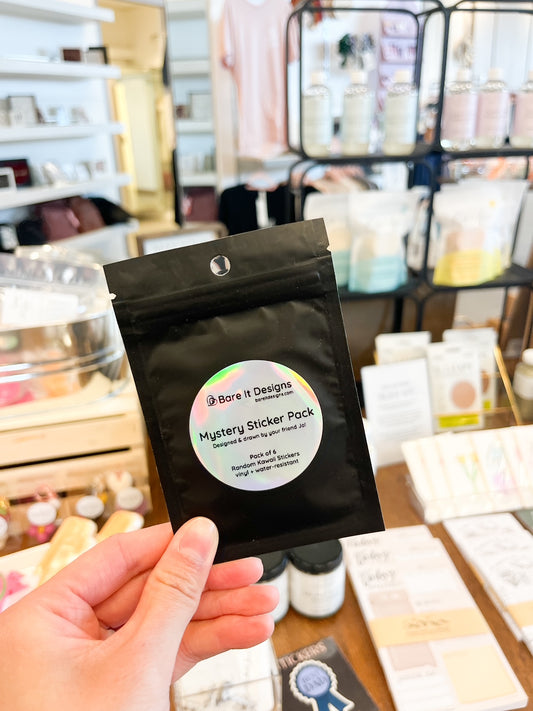 Bare It Designs
bareitdesigns.com
Mystery Sticker Pack
Designed & drawn by your friend Jo!
Pack of 6
Random Kawaii Stickers
vinyl + water-resistant